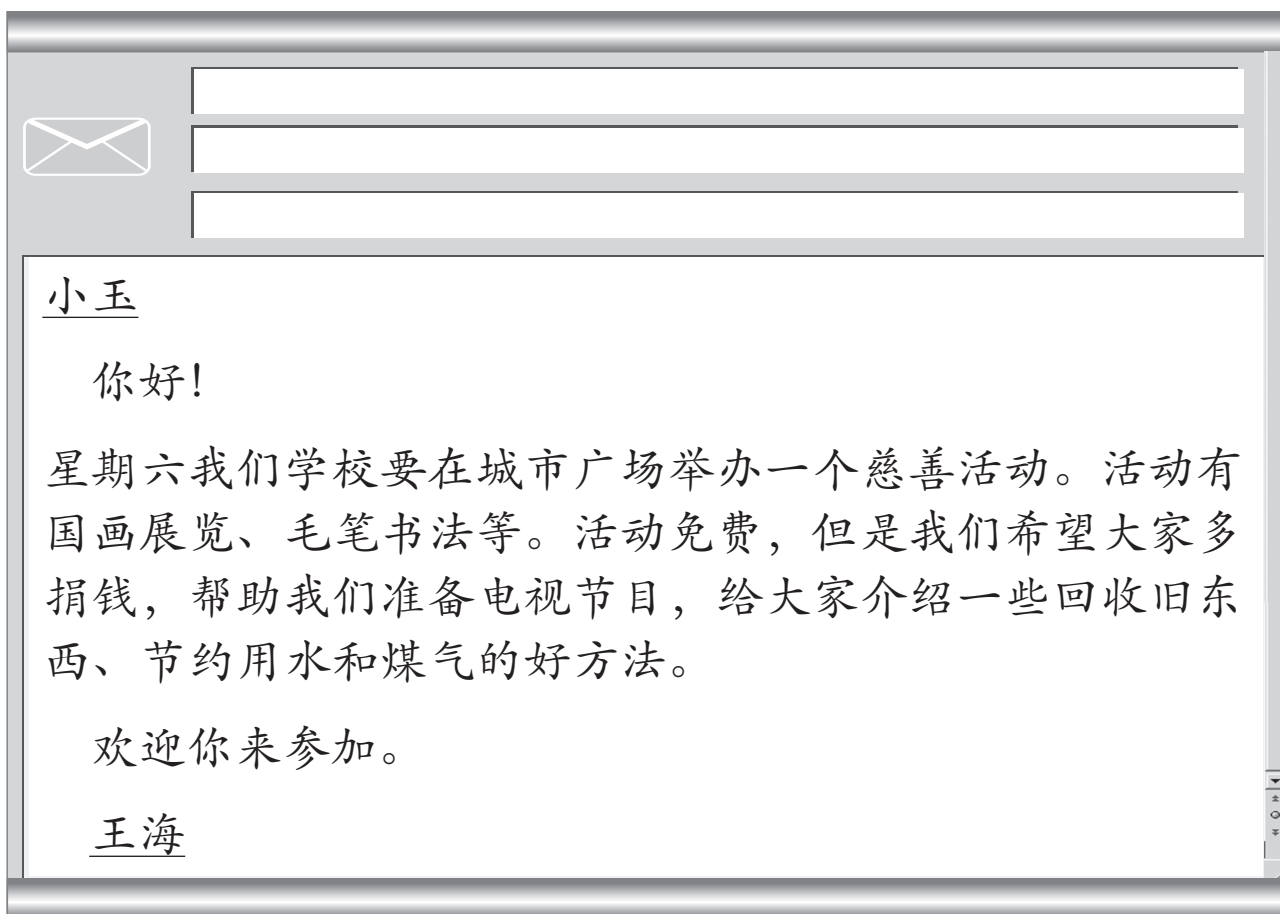 小玉
你好!
星期六我们学校要在城市广场举办一个慈善活动。活动有
国画展览、毛笔书法等。活动免费，但是我们希望大家多
捐钱，帮助我们准备电视节目，给大家介绍一些回收旧东
西、节约用水和煤气的好方法。
欢迎你来参加。
王海